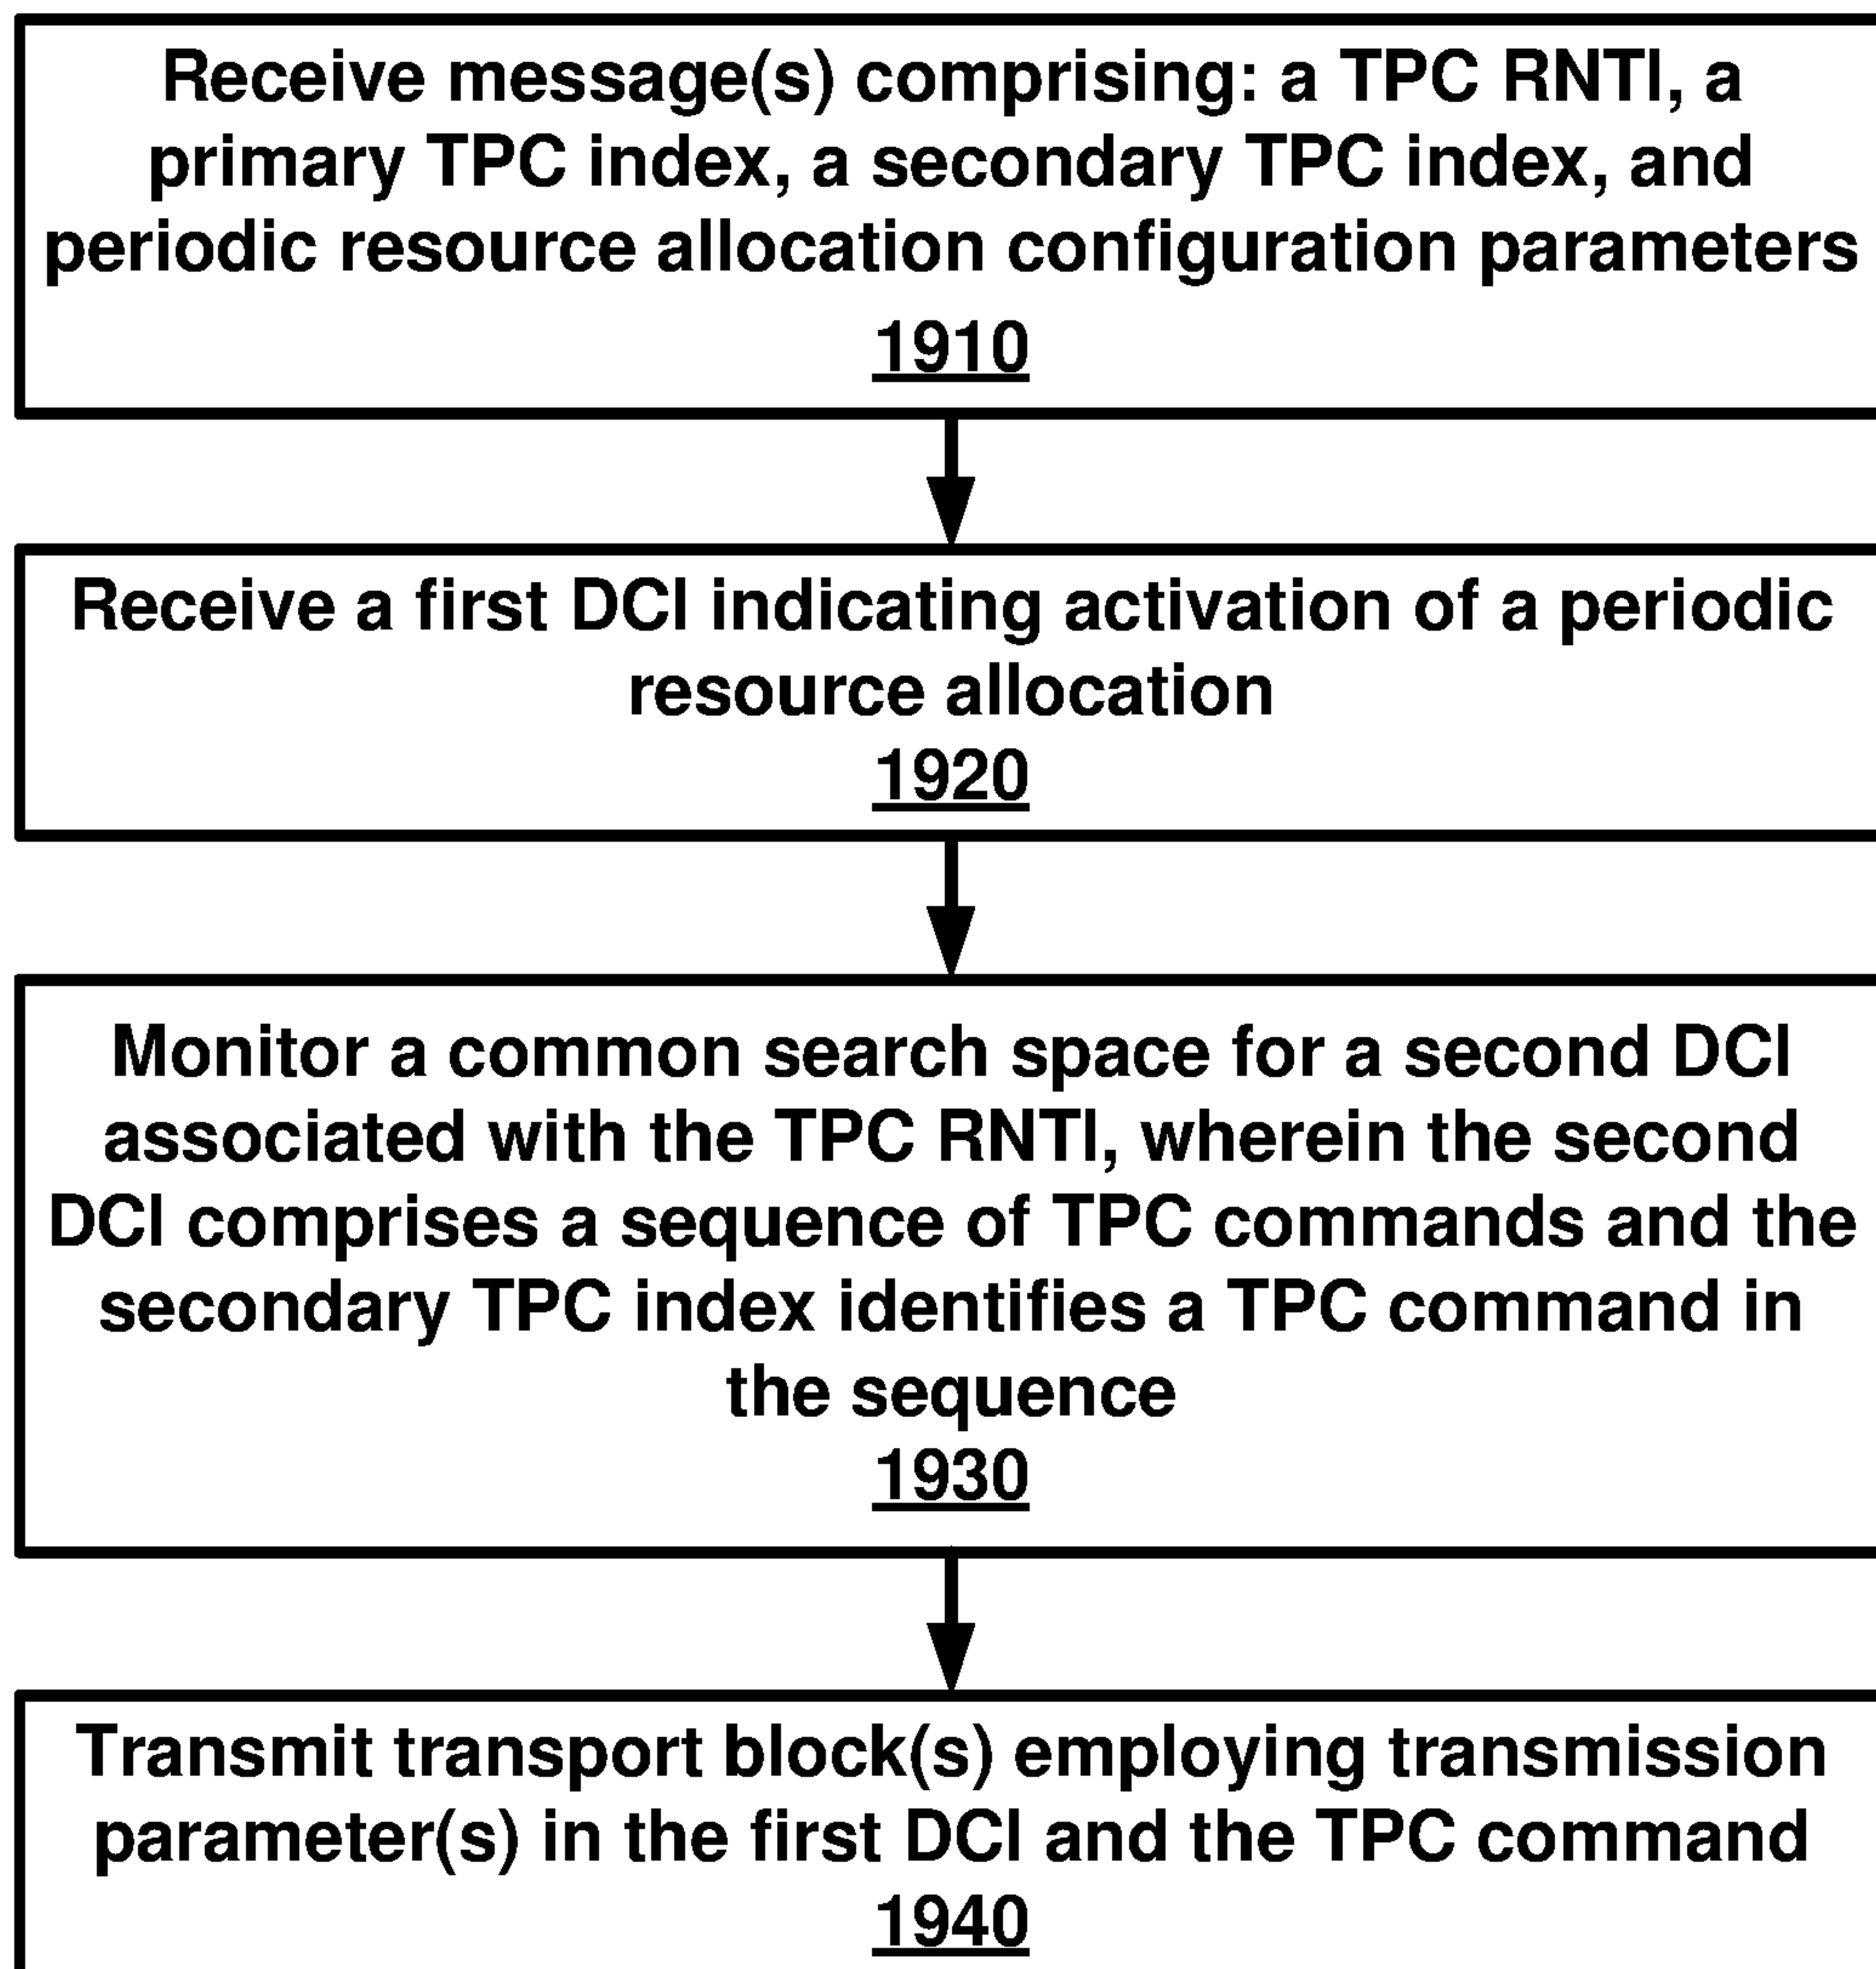 Receive message(s) comprising: a TPC RNTI, a
primary TPC index, a secondary TPC index, and
periodic resource allocation configuration parameters
1910
Receive a first DCI indicating activation of a periodic
resource allocation
1920
Monitor a common search space for a second DCI
associated with the TPC RNTI, wherein the second
DCI comprises a sequence of TPC commands and the
secondary TPC index identifies a TPC command in
the sequence
1930
Transmit transport block(s) employing transmission
parameter(s) in the first DCI and the TPC command
1940